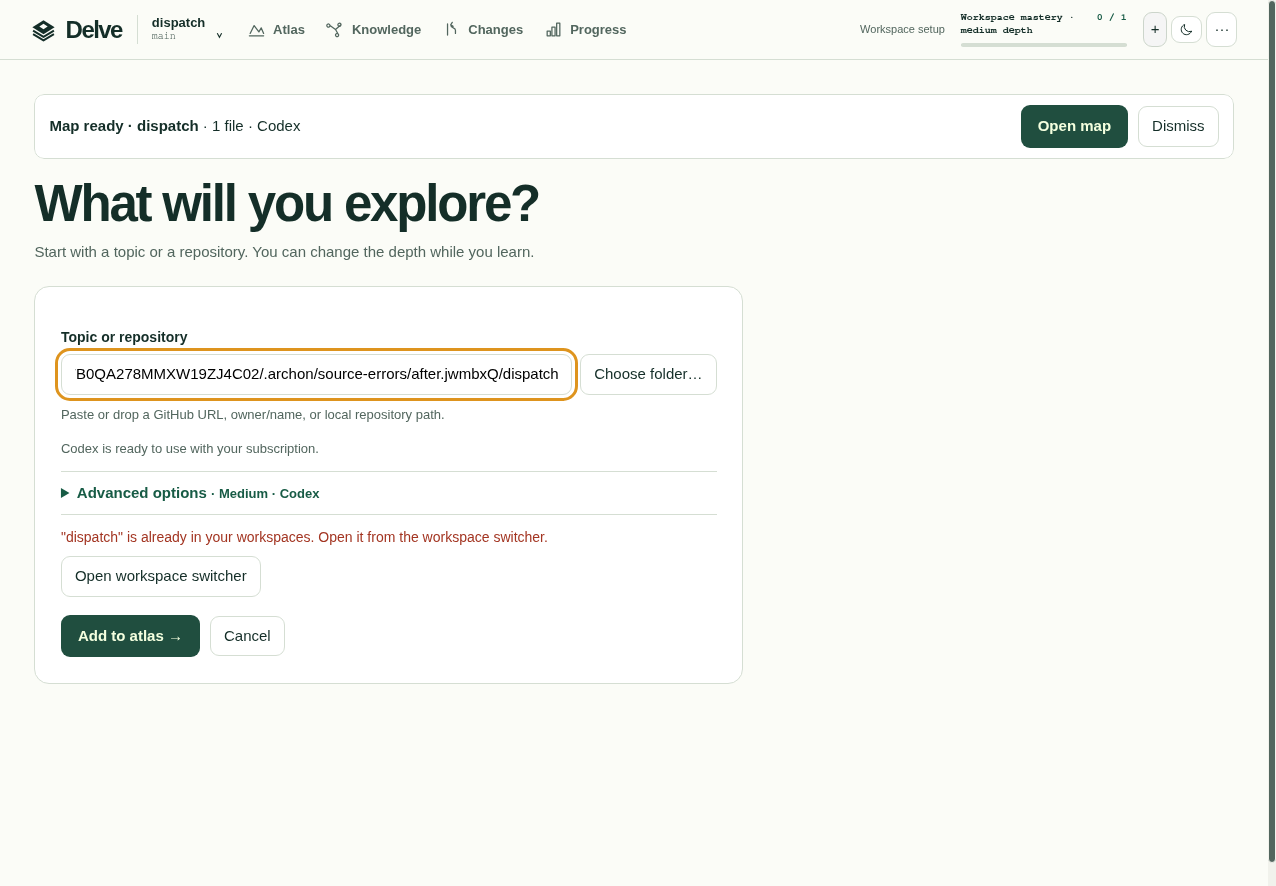 Delve
dispatch
main
Atlas
Knowledge
Changes
Progress
Workspace setup
Workspace mastery · 0 / 1
medium depth
+
...
Map ready · dispatch · 1 file · Codex
Open map
Dismiss
What will you explore?
Start with a topic or a repository. You can change the depth while you learn.
Topic or repository
B0QA278MMXW19ZJ4C02/.archon/source-errors/after.jwmbxQ/dispatch
Choose folder…
Paste or drop a GitHub URL, owner/name, or local repository path.
Codex is ready to use with your subscription.
Advanced options · Medium · Codex
"dispatch" is already in your workspaces. Open it from the workspace switcher.
Open workspace switcher
Add to atlas →
Cancel